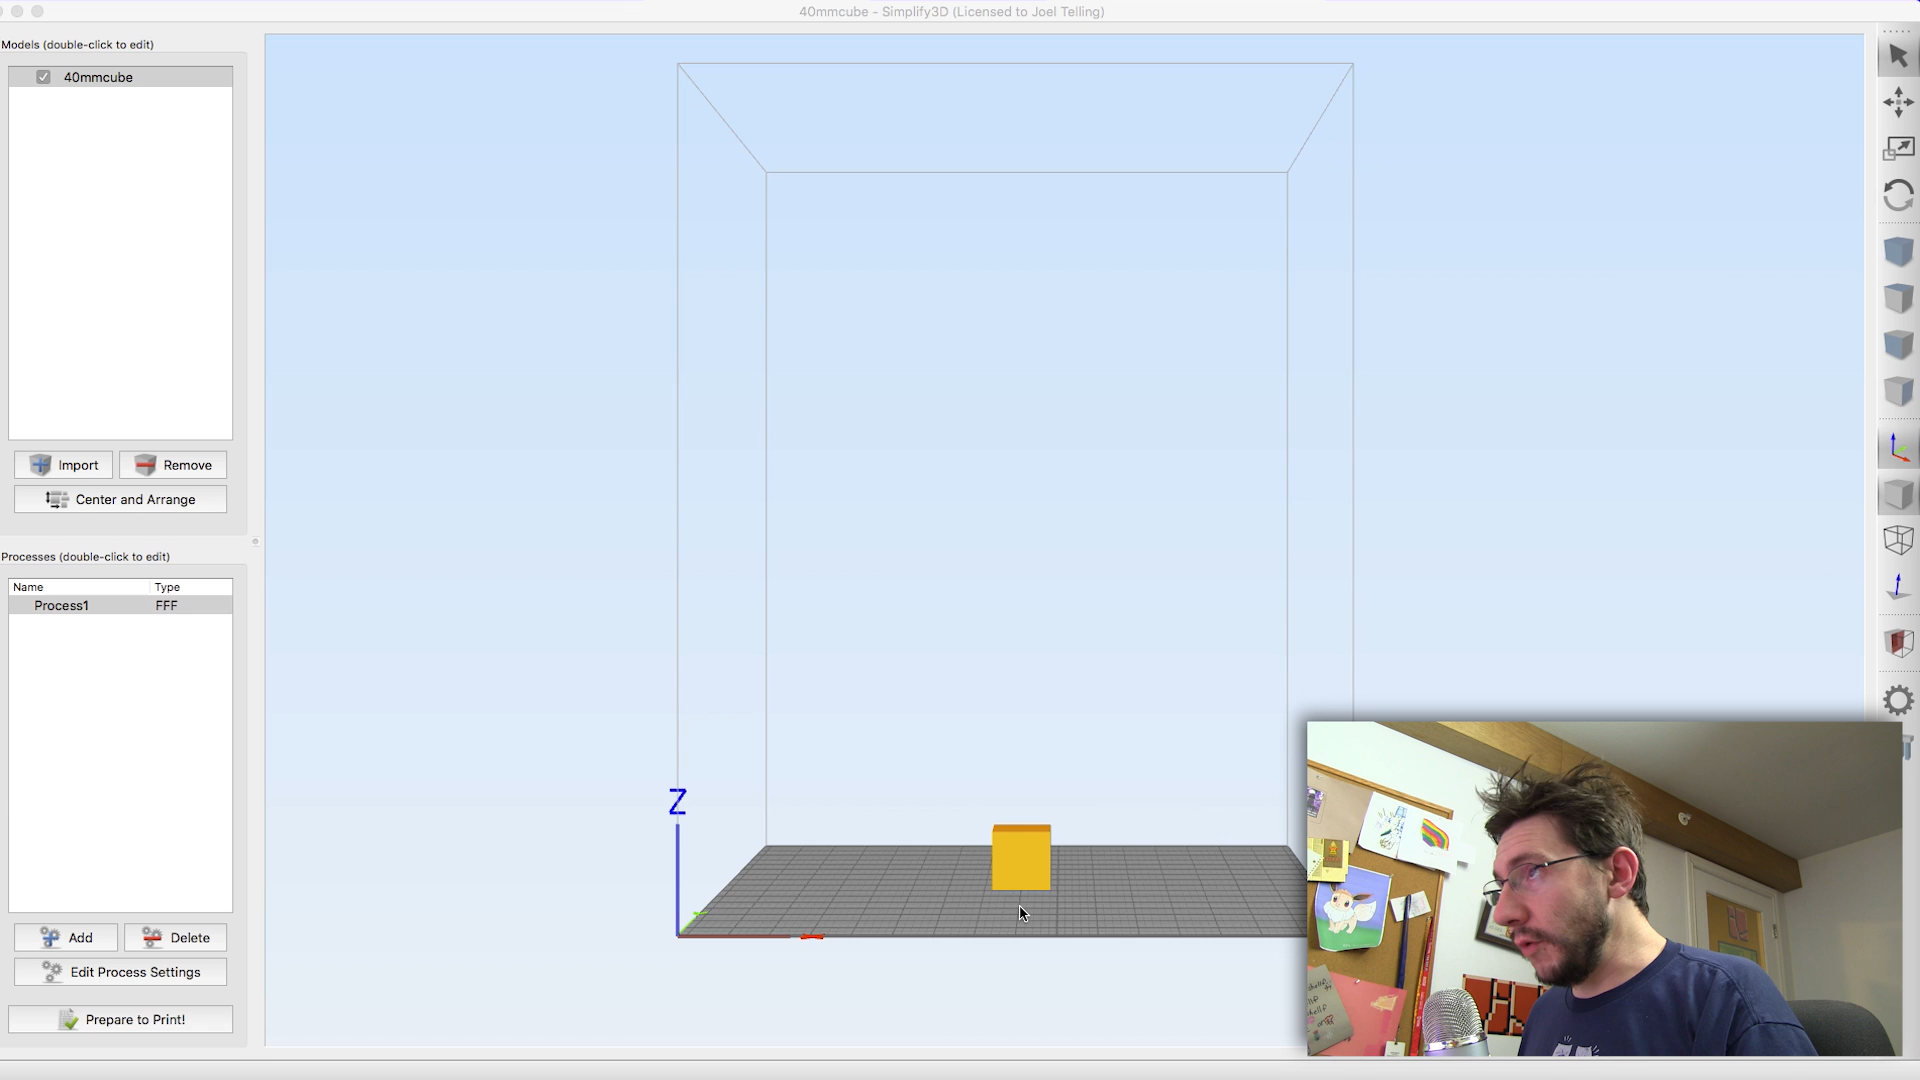 40mmcube - Simplify3D (Licensed to Joel Telling)
Models (double-click to edit)
40mmcube
Import
Remove
Center and Arrange
Processes (double-click to edit)
Name Type
Process1 FFF
Add
Delete
Edit Process Settings
Prepare to Print!
Z